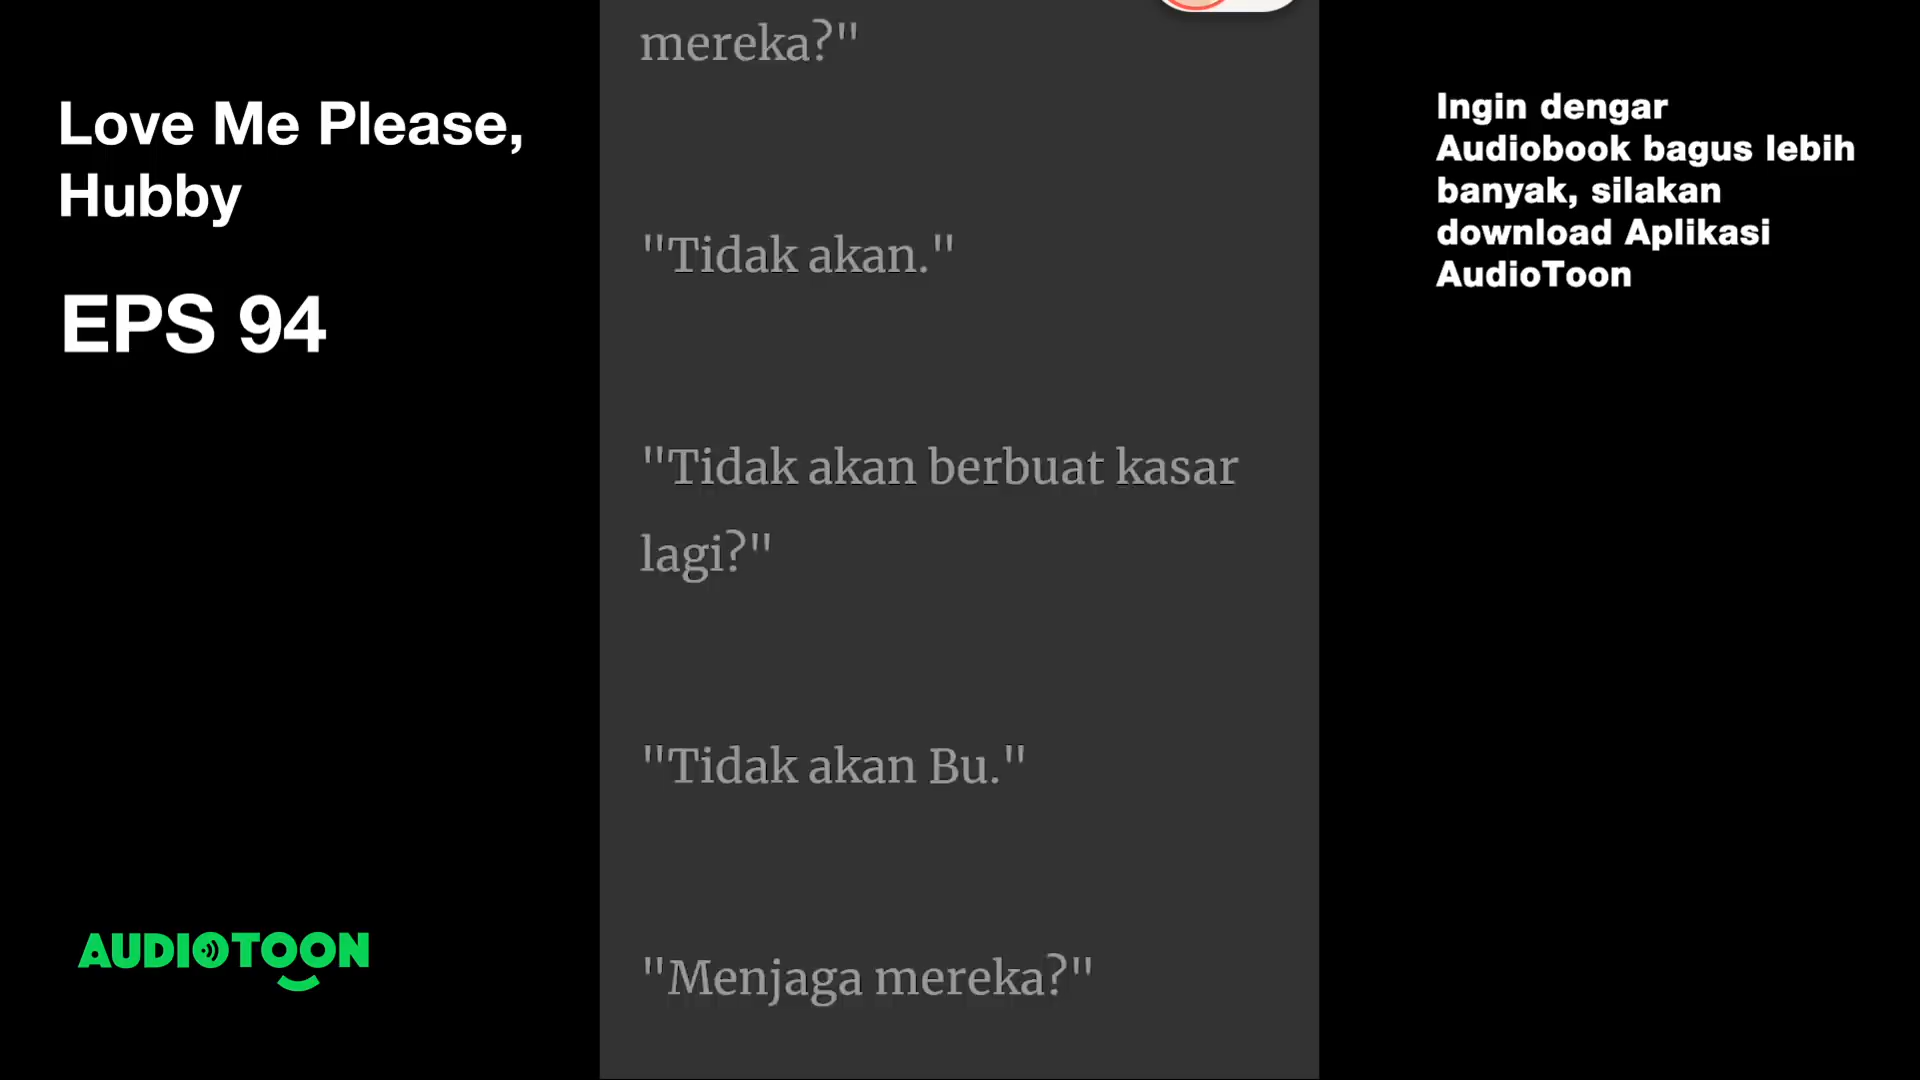 Love Me Please,
Hubby
EPS 94
mereka?"
"Tidak akan."
"Tidak akan berbuat kasar
lagi?"
"Tidak akan Bu."
"Menjaga mereka?"
Ingin dengar
Audiobook bagus lebih
banyak, silakan
download Aplikasi
AudioToon
AUDIOTOON